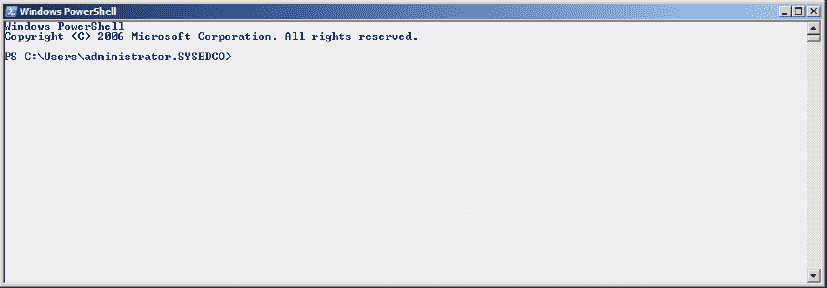 Windows PowerShell
Windows PowerShell
Copyright (C) 2006 Microsoft Corporation. All rights reserved.
PS C:\Users\administrator.SYSEDCO>